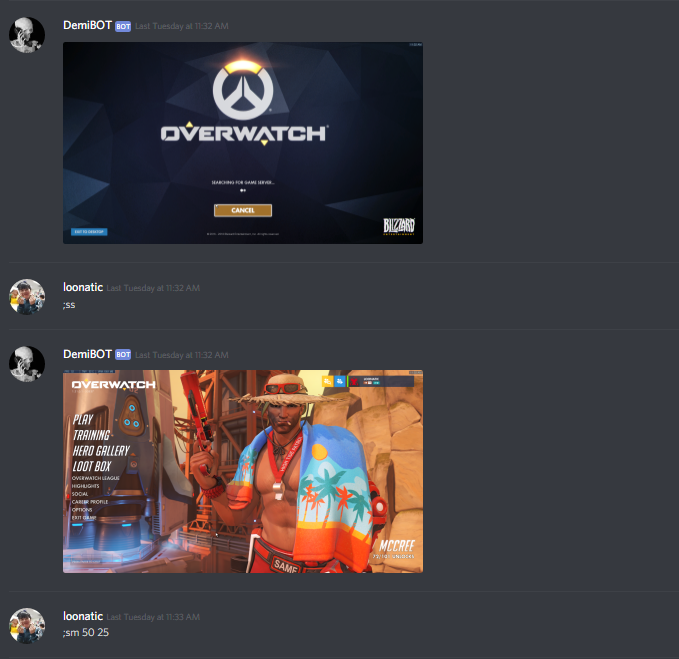 DemiBOT BOT Last Tuesday at 11:32 AM
OVERWATCH
SEARCHING FOR GAME SERVER...
CANCEL
EXIT TO DESKTOP
BLIZZARD
ENTERTAINMENT
loonatic Last Tuesday at 11:32 AM
;ss
DemiBOT BOT Last Tuesday at 11:32 AM
OVERWATCH
PLAY
TRAINING
HERO GALLERY
LOOT BOX
OVERWATCH LEAGUE
HIGHLIGHTS
SOCIAL
CAREER PROFILE
OPTIONS
EXIT GAME
SAME
MCCREE
loonatic Last Tuesday at 11:33 AM
;sm 50 25